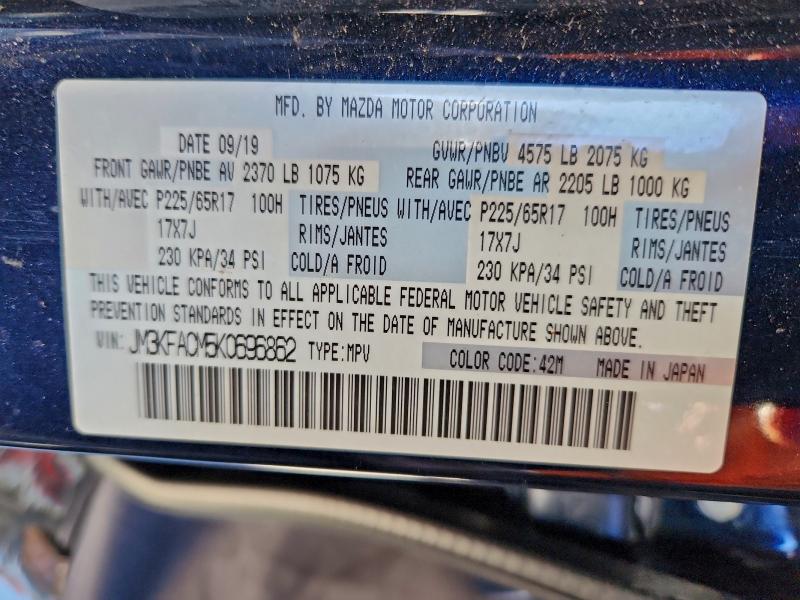 MFD. BY MAZDA MOTOR CORPORATION
DATE 09/19 GVWR/PNBV 4575 LB 2075 KG
FRONT GAWR/PNBE AV 2370 LB 1075 KG REAR GAWR/PNBE AR 2205 LB 1000 KG
WITH/AVEC P225/65R17 100H TIRES/PNEUS WITH/AVEC P225/65R17 100H TIRES/PNEUS
17X7J RIMS/JANTES 17X7J RIMS/JANTES
230 KPA/34 PSI COLD/A FROID 230 KPA/34 PSI COLD/A FROID
THIS VEHICLE CONFORMS TO ALL APPLICABLE FEDERAL MOTOR VEHICLE SAFETY AND THEFT
PREVENTION STANDARDS IN EFFECT ON THE DATE OF MANUFACTURE SHOWN ABOVE.
VIN: JM3KFACM5K0696862 TYPE:MPV COLOR CODE:42M MADE IN JAPAN